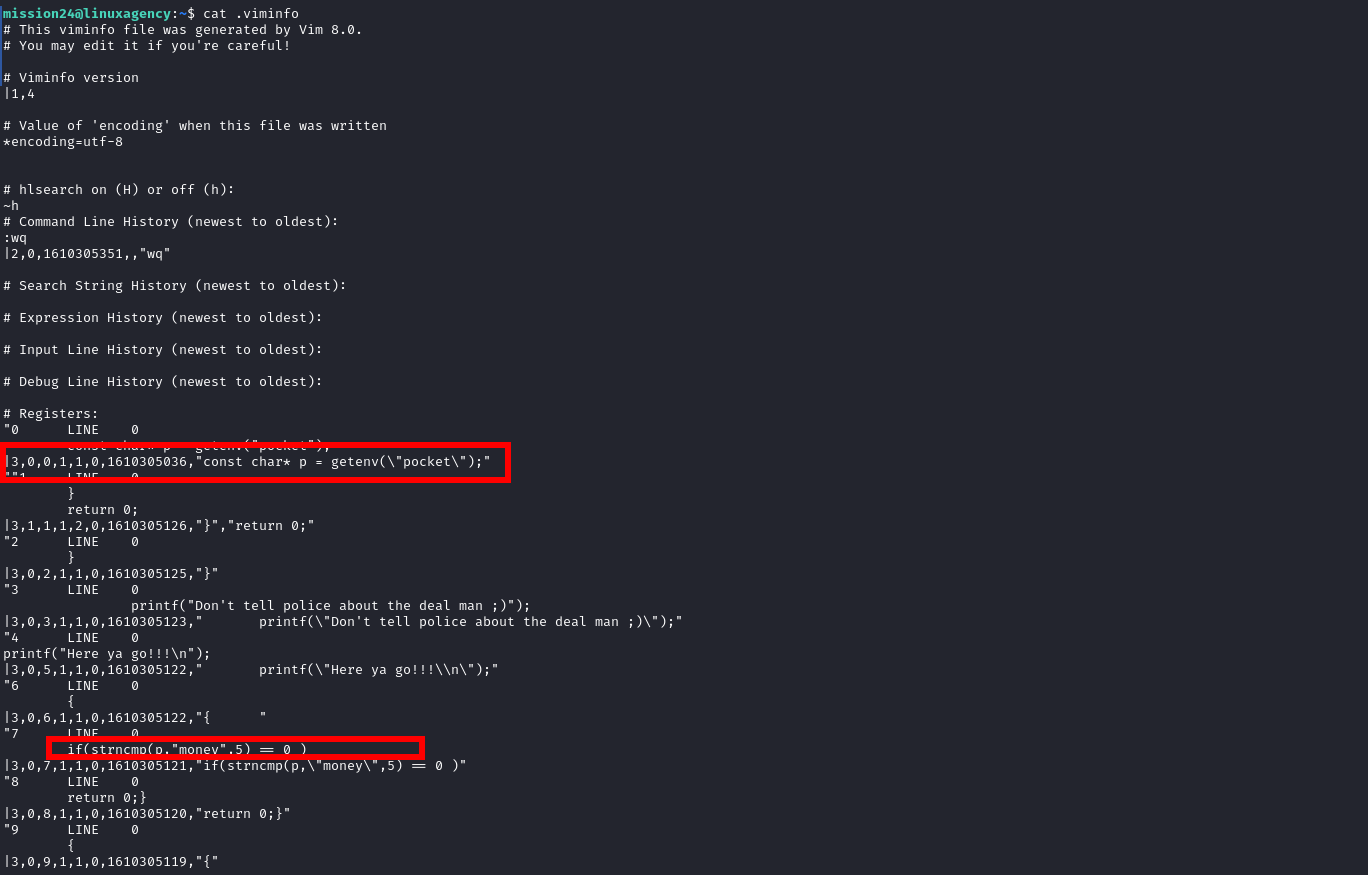 mission24@linuxagency:~$ cat .viminfo
# This viminfo file was generated by Vim 8.0.
# You may edit it if you're careful!
# Viminfo version
|1,4
# Value of 'encoding' when this file was written
*encoding=utf-8
# hlsearch on (H) or off (h):
~h
# Command Line History (newest to oldest):
:wq
|2,0,1610305351,,"wq"
# Search String History (newest to oldest):
# Expression History (newest to oldest):
# Input Line History (newest to oldest):
# Debug Line History (newest to oldest):
# Registers:
"0      LINE    0
        const char* p = getenv("pocket");
|3,0,0,1,1,0,1610305036,"const char* p = getenv(\"pocket\");"
""1     LINE    0
        }
        return 0;
|3,1,1,1,2,0,1610305126,"}","return 0;"
"2      LINE    0
        }
|3,0,2,1,1,0,1610305125,"}"
"3      LINE    0
                printf("Don't tell police about the deal man ;)");
|3,0,3,1,1,0,1610305123,"       printf(\"Don't tell police about the deal man ;)\");"
"4      LINE    0
printf("Here ya go!!!\n");
|3,0,5,1,1,0,1610305122,"       printf(\"Here ya go!!!\\n\");"
"6      LINE    0
        {
|3,0,6,1,1,0,1610305122,"{      "
"7      LINE    0
        if(strncmp(p,"money",5) == 0 )
|3,0,7,1,1,0,1610305121,"if(strncmp(p,\"money\",5) == 0 )"
"8      LINE    0
        return 0;}
|3,0,8,1,1,0,1610305120,"return 0;}"
"9      LINE    0
        {
|3,0,9,1,1,0,1610305119,"{"